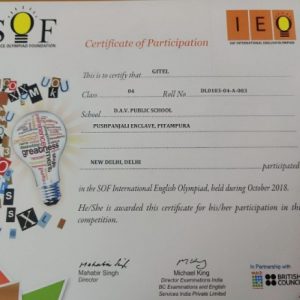 SOF
SCIENCE OLYMPIAD FOUNDATION
IEO
SOF INTERNATIONAL ENGLISH OLYMPIAD
Certificate of Participation
This is to certify that GITEL
Class 04 Roll No DL0103-04-A-003
School D.A.V. PUBLIC SCHOOL
PUSHPANJALI ENCLAVE, PITAMPURA
NEW DELHI, DELHI
participated
in the SOF International English Olympiad, held during October 2018.
He/She is awarded this certificate for his/her participation in the
competition.
Mahabir Singh
Director
Michael King
Director Examinations India
BC Examinations and English
Services India Private Limited
In Partnership with
BRITISH
COUNC
greatness